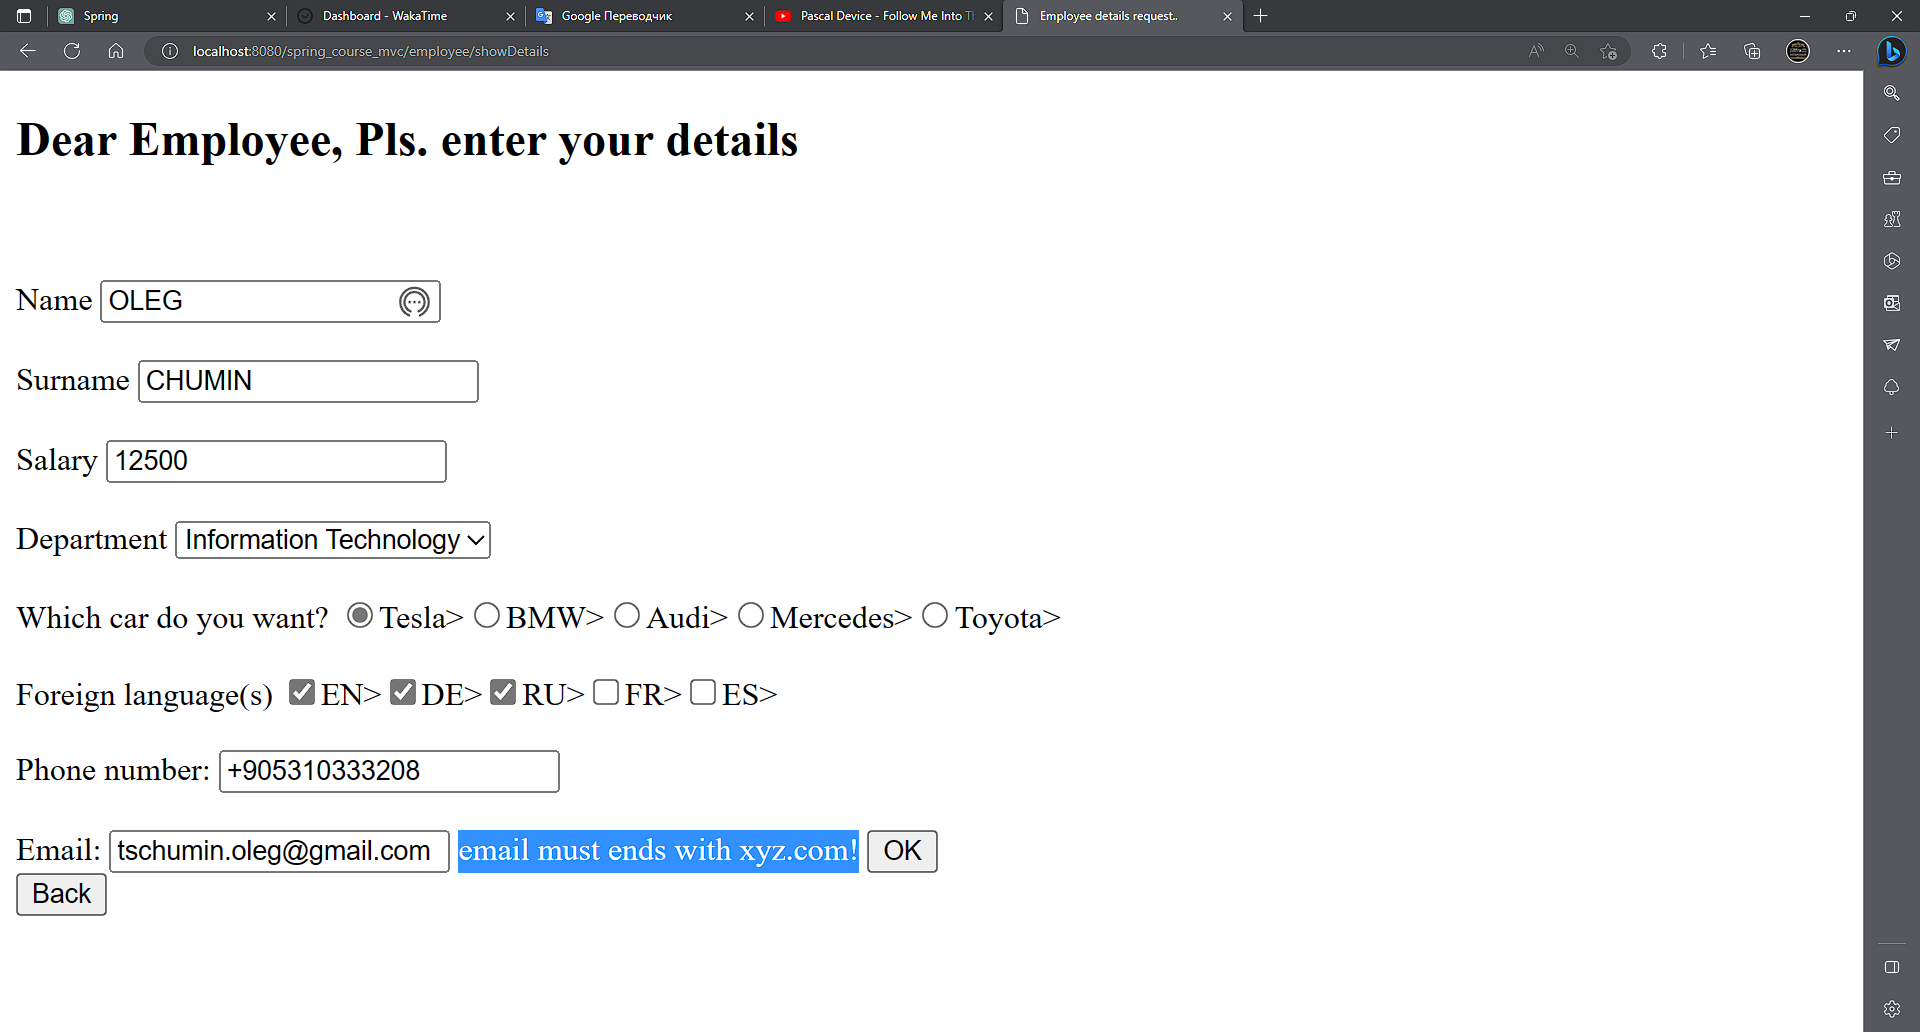 Spring
Dashboard - WakaTime
Google Переводчик
Pascal Device - Follow Me Into T
Employee details request..
localhost:8080/spring_course_mvc/employee/showDetails
Dear Employee, Pls. enter your details
Name OLEG
Surname CHUMIN
Salary 12500
Department Information Technology
Which car do you want? Tesla> BMW> Audi> Mercedes> Toyota>
Foreign language(s) EN> DE> RU> FR> ES>
Phone number: +905310333208
Email: tschumin.oleg@gmail.com email must ends with xyz.com! OK
Back